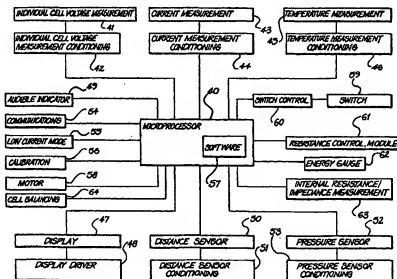 INDIVIDUAL CELL VOLTAGE MEASUREMENT
41
INDIVIDUAL CELL VOLTAGE
MEASUREMENT CONDITIONING
42
CURRENT MEASUREMENT
43
CURRENT MEASUREMENT
CONDITIONING
44
TEMPERATURE MEASUREMENT
45
TEMPERATURE MEASUREMENT
CONDITIONING
46
49
AUDIBLE INDICATOR
54
COMMUNICATIONS
55
LOW CURRENT MODE
56
CALIBRATION
58
MOTOR
64
CELL BALANCING
40
MICROPROCESSOR
SOFTWARE
57
59
SWITCH CONTROL
SWITCH
60
61
RESISTANCE CONTROL MODULE
62
ENERGY GAUGE
INTERNAL RESISTANCE/
IMPEDANCE MEASUREMENT
63
47
DISPLAY
48
DISPLAY DRIVER
50
DISTANCE SENSOR
51
DISTANCE SENSOR
CONDITIONING
52
53
PRESSURE SENSOR
PRESSURE SENSOR
CONDITIONING